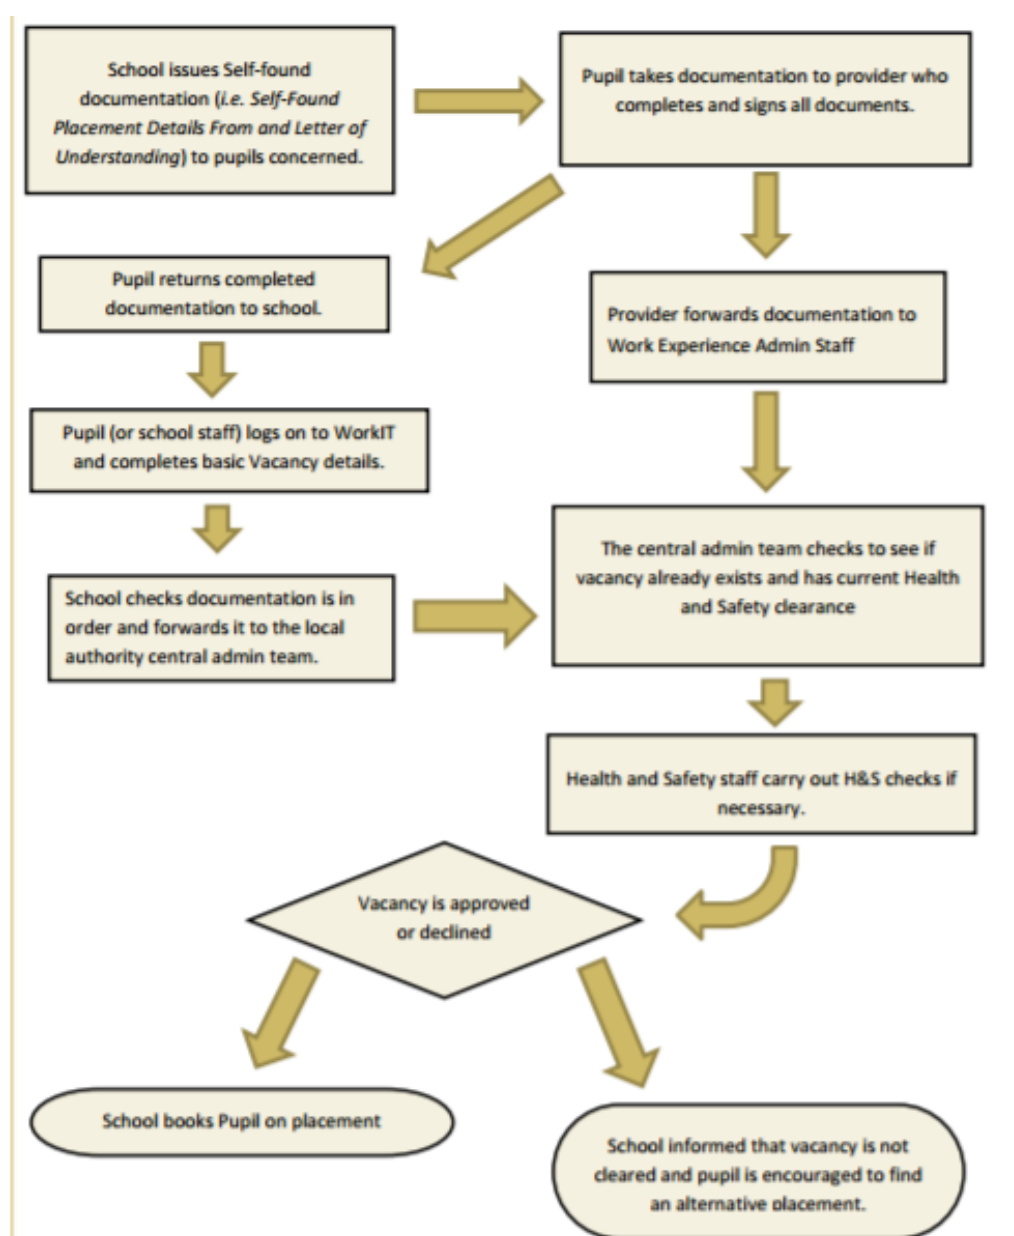 School issues Self-found
documentation (i.e. Self-Found
Placement Details From and Letter of
Understanding) to pupils concerned.
Pupil takes documentation to provider who
completes and signs all documents.
Pupil returns completed
documentation to school.
Provider forwards documentation to
Work Experience Admin Staff
Pupil (or school staff) logs on to WorkIT
and completes basic Vacancy details.
School checks documentation is in
order and forwards it to the local
authority central admin team.
The central admin team checks to see if
vacancy already exists and has current Health
and Safety clearance
Health and Safety staff carry out H&S checks if
necessary.
Vacancy is approved
or declined
School books Pupil on placement
School informed that vacancy is not
cleared and pupil is encouraged to find
an alternative placement.